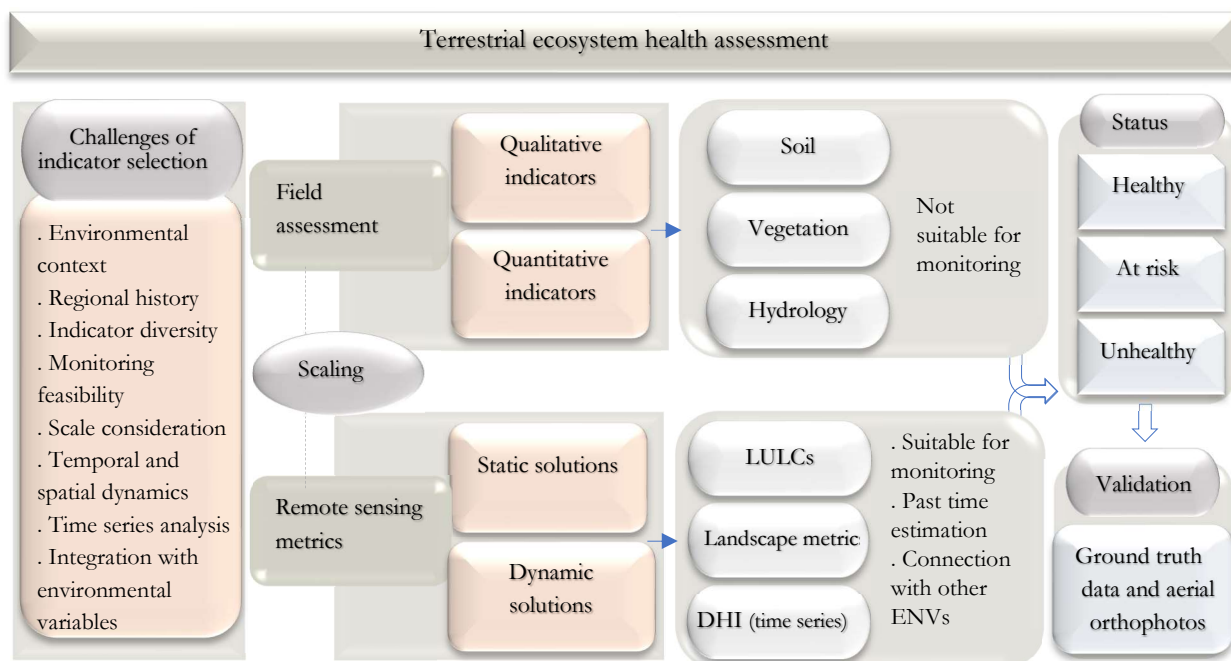 Terrestrial ecosystem health assessment
Challenges of
indicator selection
. Environmental
context
. Regional history
. Indicator diversity
. Monitoring
feasibility
. Scale consideration
. Temporal and
spatial dynamics
. Time series analysis
. Integration with
environmental
variables
Field
assessment
Scaling
Remote sensing
metrics
Qualitative
indicators
Quantitative
indicators
Static solutions
Dynamic
solutions
Soil
Vegetation
Hydrology
Not
suitable for
monitoring
LULCs
Landscape metric
DHI (time series)
. Suitable for
monitoring
. Past time
estimation
. Connection
with other
ENVs
Status
Healthy
At risk
Unhealthy
Validation
Ground truth
data and aerial
orthophotos